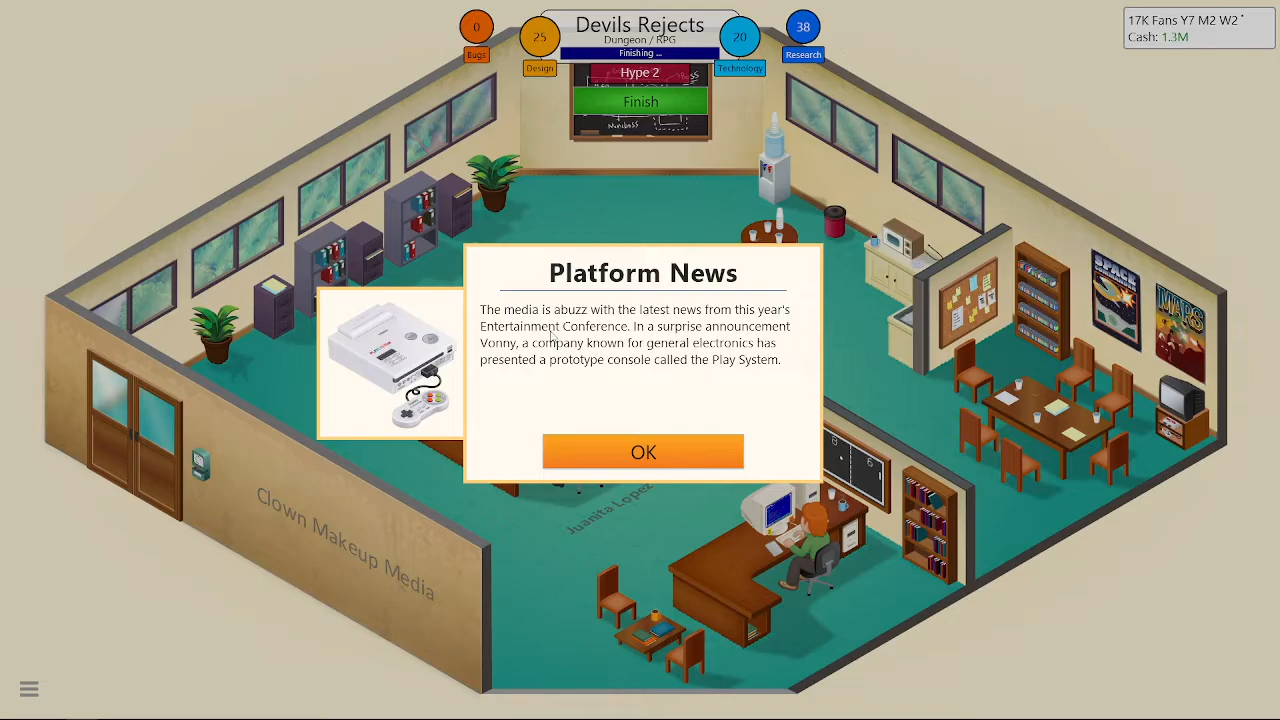 17K Fans Y7 M2 W2
Cash: 1.3M
0
Bugs
25
Design
Devils Rejects
Dungeon / RPG
Finishing ...
20
Technology
38
Research
Hype 2
Finish
Miniboss
Platform News
The media is abuzz with the latest news from this year's
Entertainment Conference. In a surprise announcement
Vonny, a company known for general electronics has
presented a prototype console called the Play System.
OK
SPACE
MARS
Juanita Lopez
Clown Makeup Media